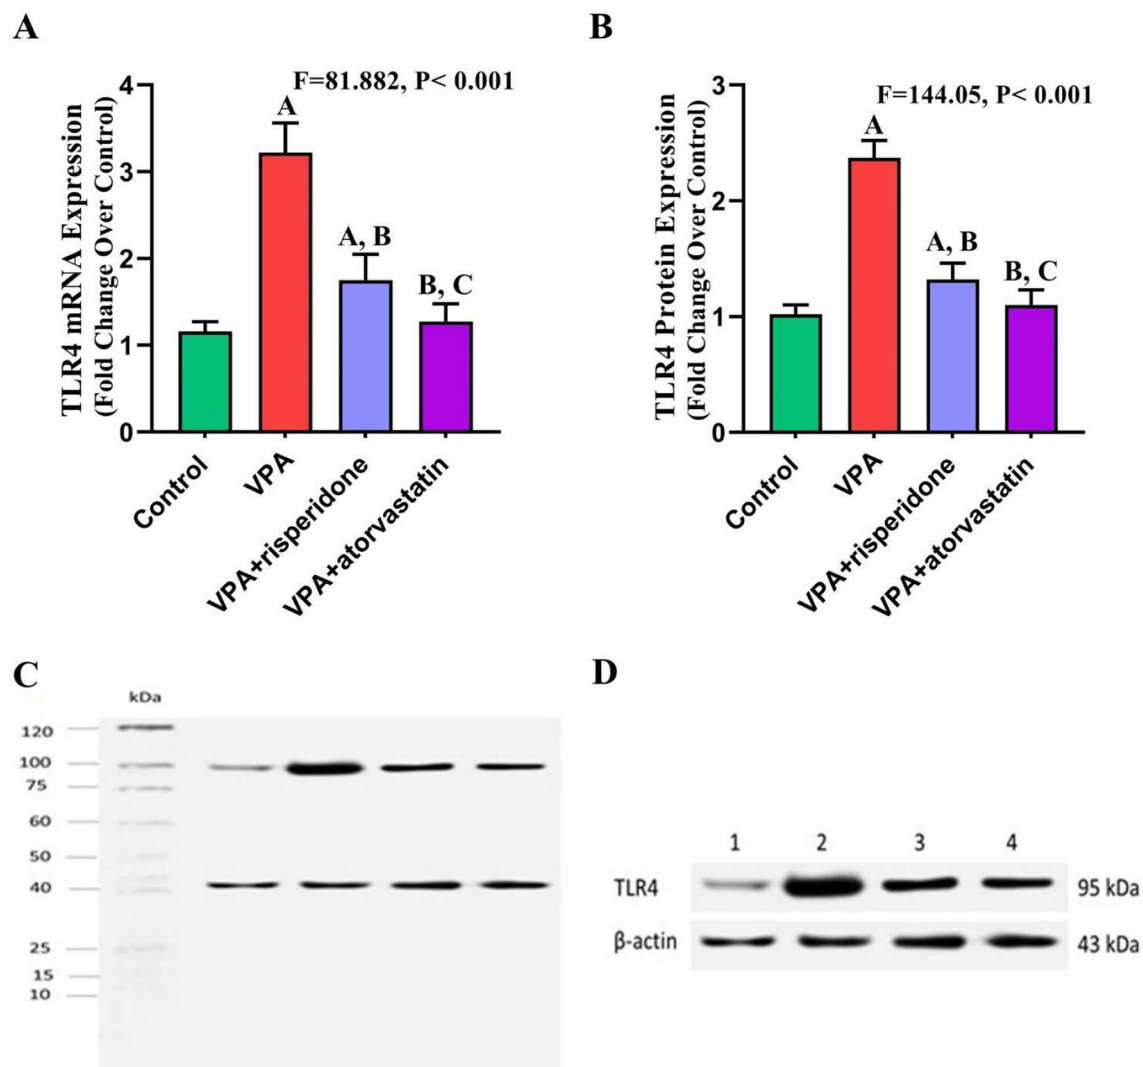 A
F=81.882, P< 0.001
TLR4 mRNA Expression
(Fold Change Over Control)
4
3
2
1
0
A
A, B
B, C
Control
VPA
VPA+risperidone
VPA+atorvastatin
B
F=144.05, P< 0.001
TLR4 Protein Expression
(Fold Change Over Control)
3
2
1
0
A
A, B
B, C
Control
VPA
VPA+risperidone
VPA+atorvastatin
C
kDa
120
100
75
60
50
40
25
15
10
D
1 2 3 4
TLR4 95 kDa
β-actin 43 kDa